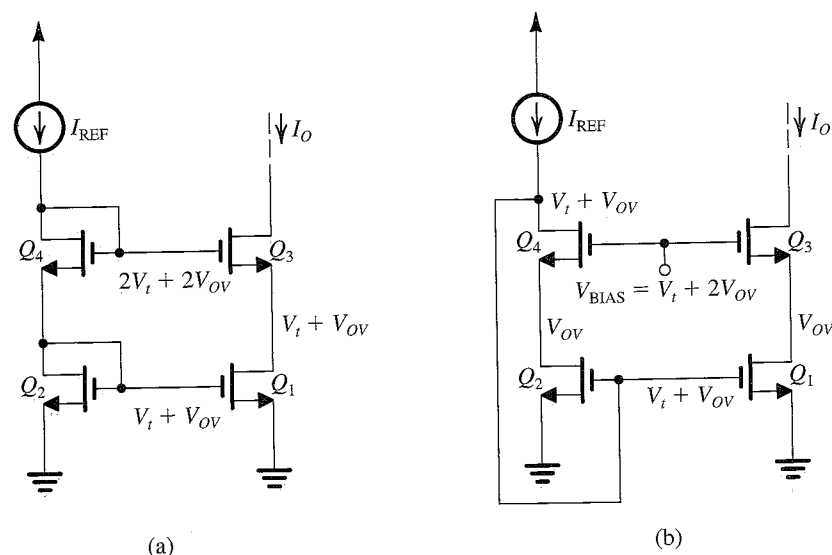 I_REF
I_O
Q_4
Q_3
2V_t + 2V_OV
V_t + V_OV
Q_2
Q_1
V_t + V_OV
(a)
I_REF
I_O
V_t + V_OV
Q_4
Q_3
V_BIAS = V_t + 2V_OV
V_OV
V_OV
Q_2
Q_1
V_t + V_OV
(b)